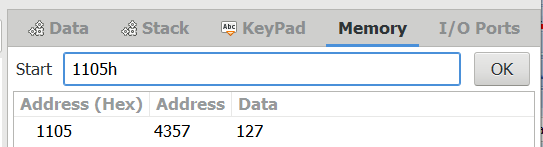 Data Stack Abc KeyPad Memory I/O Ports
Start 1105h OK
Address (Hex) Address Data
1105 4357 127